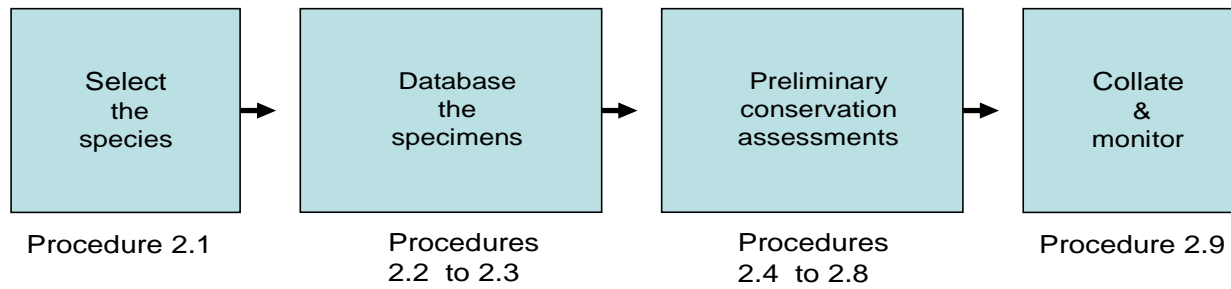 Select
the
species
Database
the
specimens
Preliminary
conservation
assessments
Collate
&
monitor
Procedure 2.1
Procedures
2.2 to 2.3
Procedures
2.4 to 2.8
Procedure 2.9